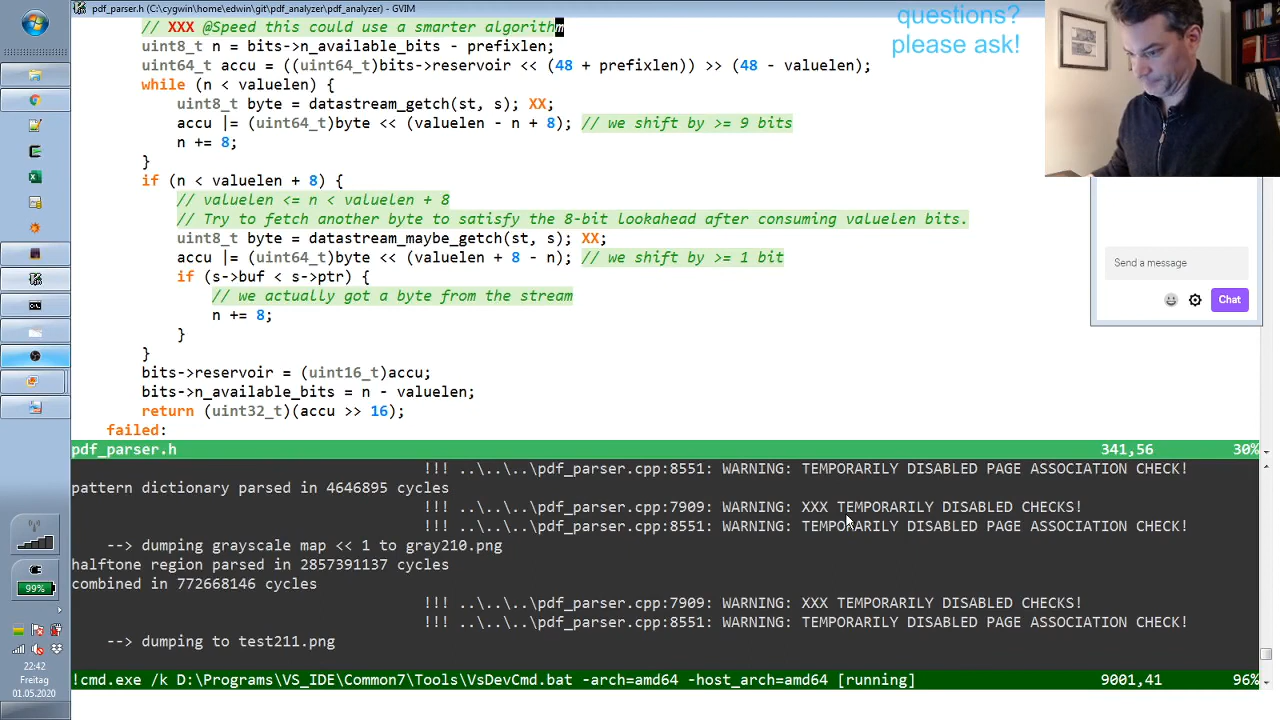 pdf_parser.h (C:\cygwin\home\edwin\git\pdf_analyzer\pdf_analyzer) - GVIM
// XXX @Speed this could use a smarter algorithm
uint8_t n = bits->n_available_bits - prefixlen;
uint64_t accu = ((uint64_t)bits->reservoir << (48 + prefixlen)) >> (48 - valuelen);
while (n < valuelen) {
uint8_t byte = datastream_getch(st, s); XX;
accu |= (uint64_t)byte << (valuelen - n + 8); // we shift by >= 9 bits
n += 8;
}
if (n < valuelen + 8) {
// valuelen <= n < valuelen + 8
// Try to fetch another byte to satisfy the 8-bit lookahead after consuming valuelen bits.
uint8_t byte = datastream_maybe_getch(st, s); XX;
accu |= (uint64_t)byte << (valuelen + 8 - n); // we shift by >= 1 bit
if (s->buf < s->ptr) {
// we actually got a byte from the stream
n += 8;
}
}
bits->reservoir = (uint16_t)accu;
bits->n_available_bits = n - valuelen;
return (uint32_t)(accu >> 16);
failed:
pdf_parser.h 341,56 30%
!!! ..\..\..\pdf_parser.cpp:8551: WARNING: TEMPORARILY DISABLED PAGE ASSOCIATION CHECK!
pattern dictionary parsed in 4646895 cycles
!!! ..\..\..\pdf_parser.cpp:7909: WARNING: XXX TEMPORARILY DISABLED CHECKS!
!!! ..\..\..\pdf_parser.cpp:8551: WARNING: TEMPORARILY DISABLED PAGE ASSOCIATION CHECK!
--> dumping grayscale map << 1 to gray210.png
halftone region parsed in 2857391137 cycles
combined in 772668146 cycles
!!! ..\..\..\pdf_parser.cpp:7909: WARNING: XXX TEMPORARILY DISABLED CHECKS!
!!! ..\..\..\pdf_parser.cpp:8551: WARNING: TEMPORARILY DISABLED PAGE ASSOCIATION CHECK!
--> dumping to test211.png
!cmd.exe /k D:\Programs\VS_IDE\Common7\Tools\VsDevCmd.bat -arch=amd64 -host_arch=amd64 [running] 9001,41 96%
questions?
please ask!
Send a message
Chat
99%
22:42
Freitag
01.05.2020